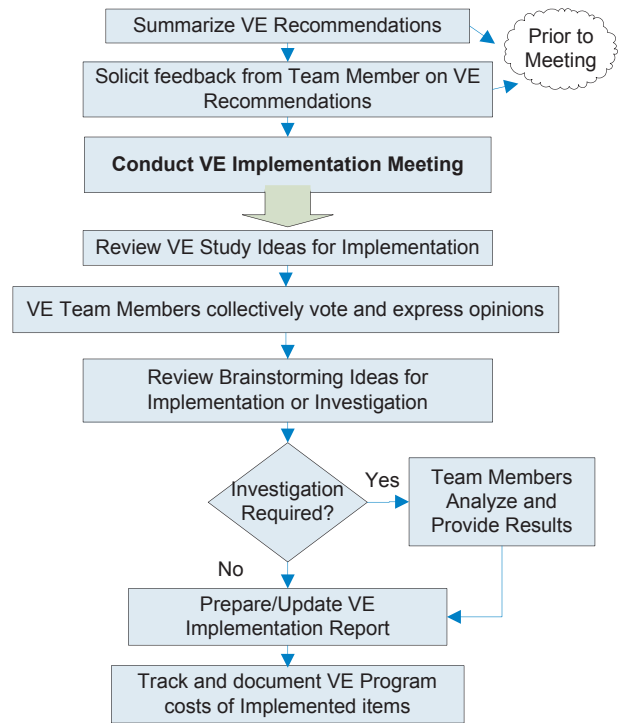 Summarize VE Recommendations
Prior to
Meeting
Solicit feedback from Team Member on VE
Recommendations
Conduct VE Implementation Meeting
Review VE Study Ideas for Implementation
VE Team Members collectively vote and express opinions
Review Brainstorming Ideas for
Implementation or Investigation
Investigation
Required?
Yes
Team Members
Analyze and
Provide Results
No
Prepare/Update VE
Implementation Report
Track and document VE Program
costs of Implemented items